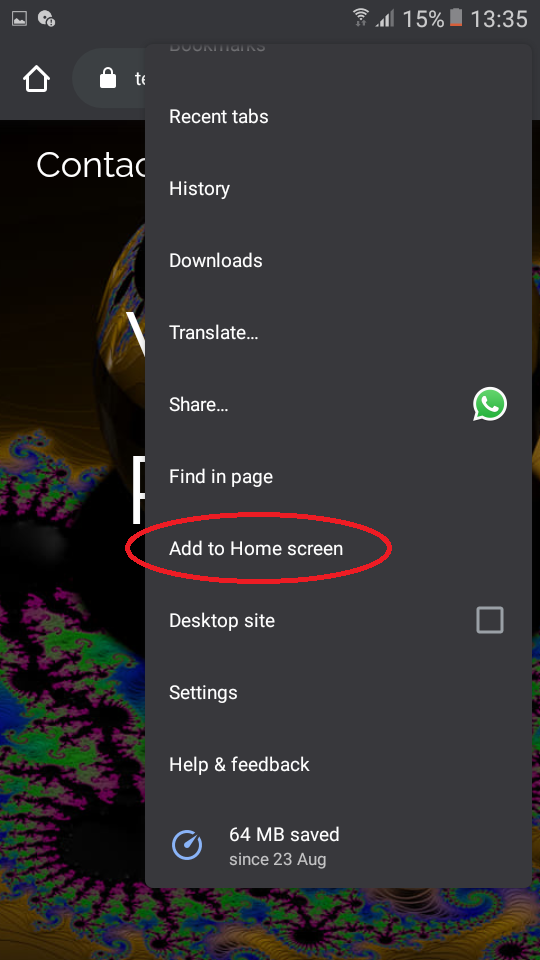 15% 13:35
Bookmarks
Recent tabs
Contac
History
Downloads
Translate...
Share...
Find in page
Add to Home screen
Desktop site
Settings
Help & feedback
64 MB saved
since 23 Aug